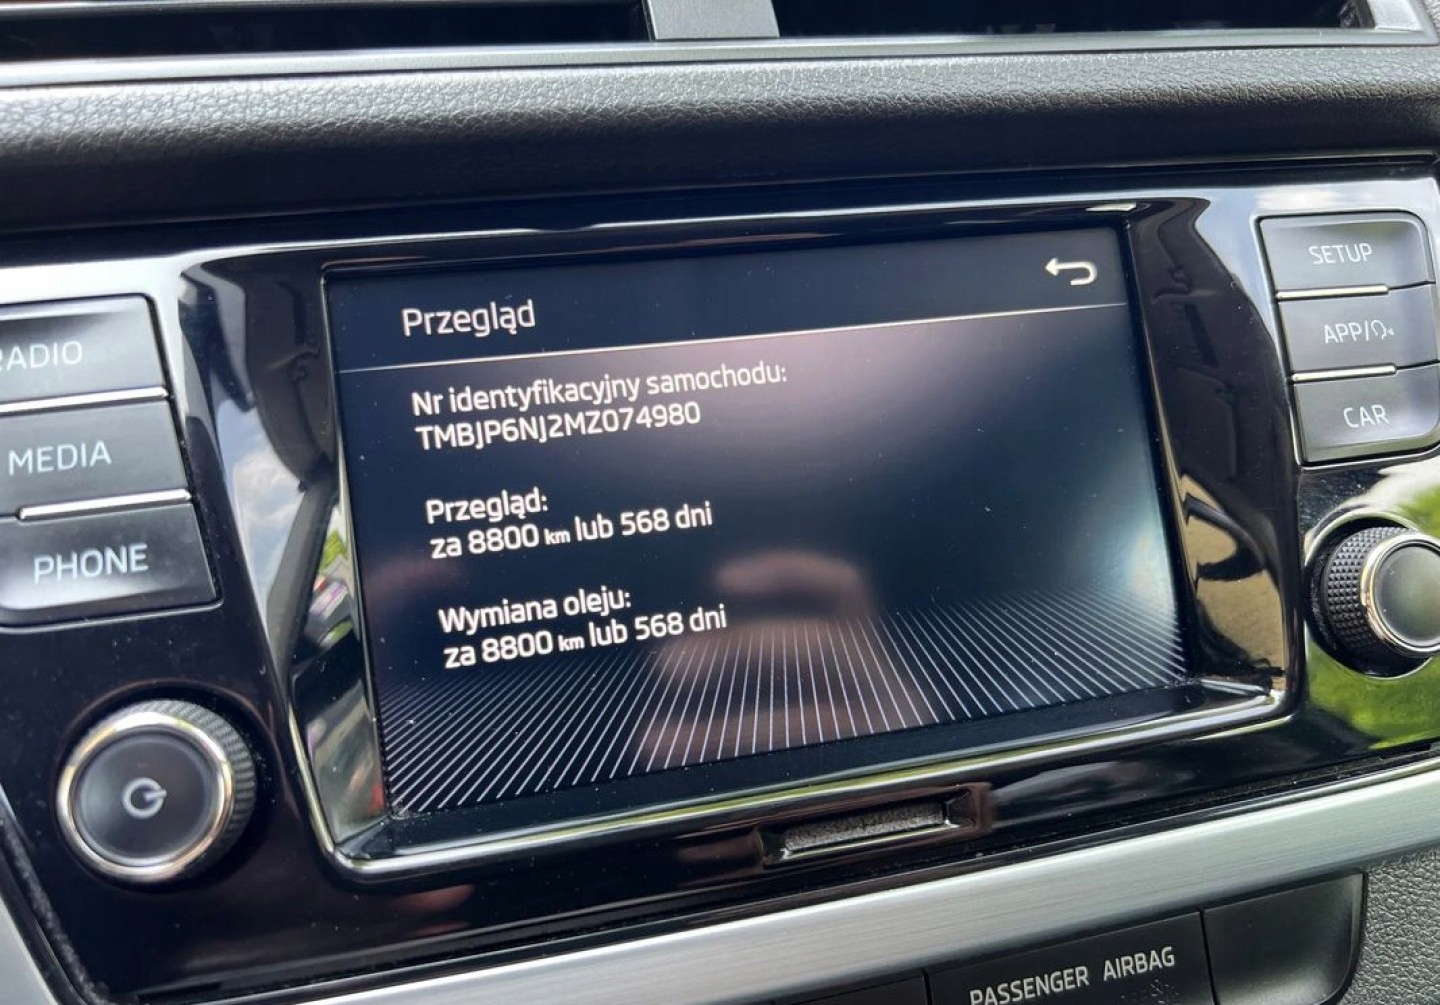 Przegląd
Nr identyfikacyjny samochodu:
TMBJP6NJ2MZ074980
Przegląd:
za 8800 km lub 568 dni
Wymiana oleju:
za 8800 km lub 568 dni
RADIO
MEDIA
PHONE
SETUP
APP/
CAR
PASSENGER AIRBAG